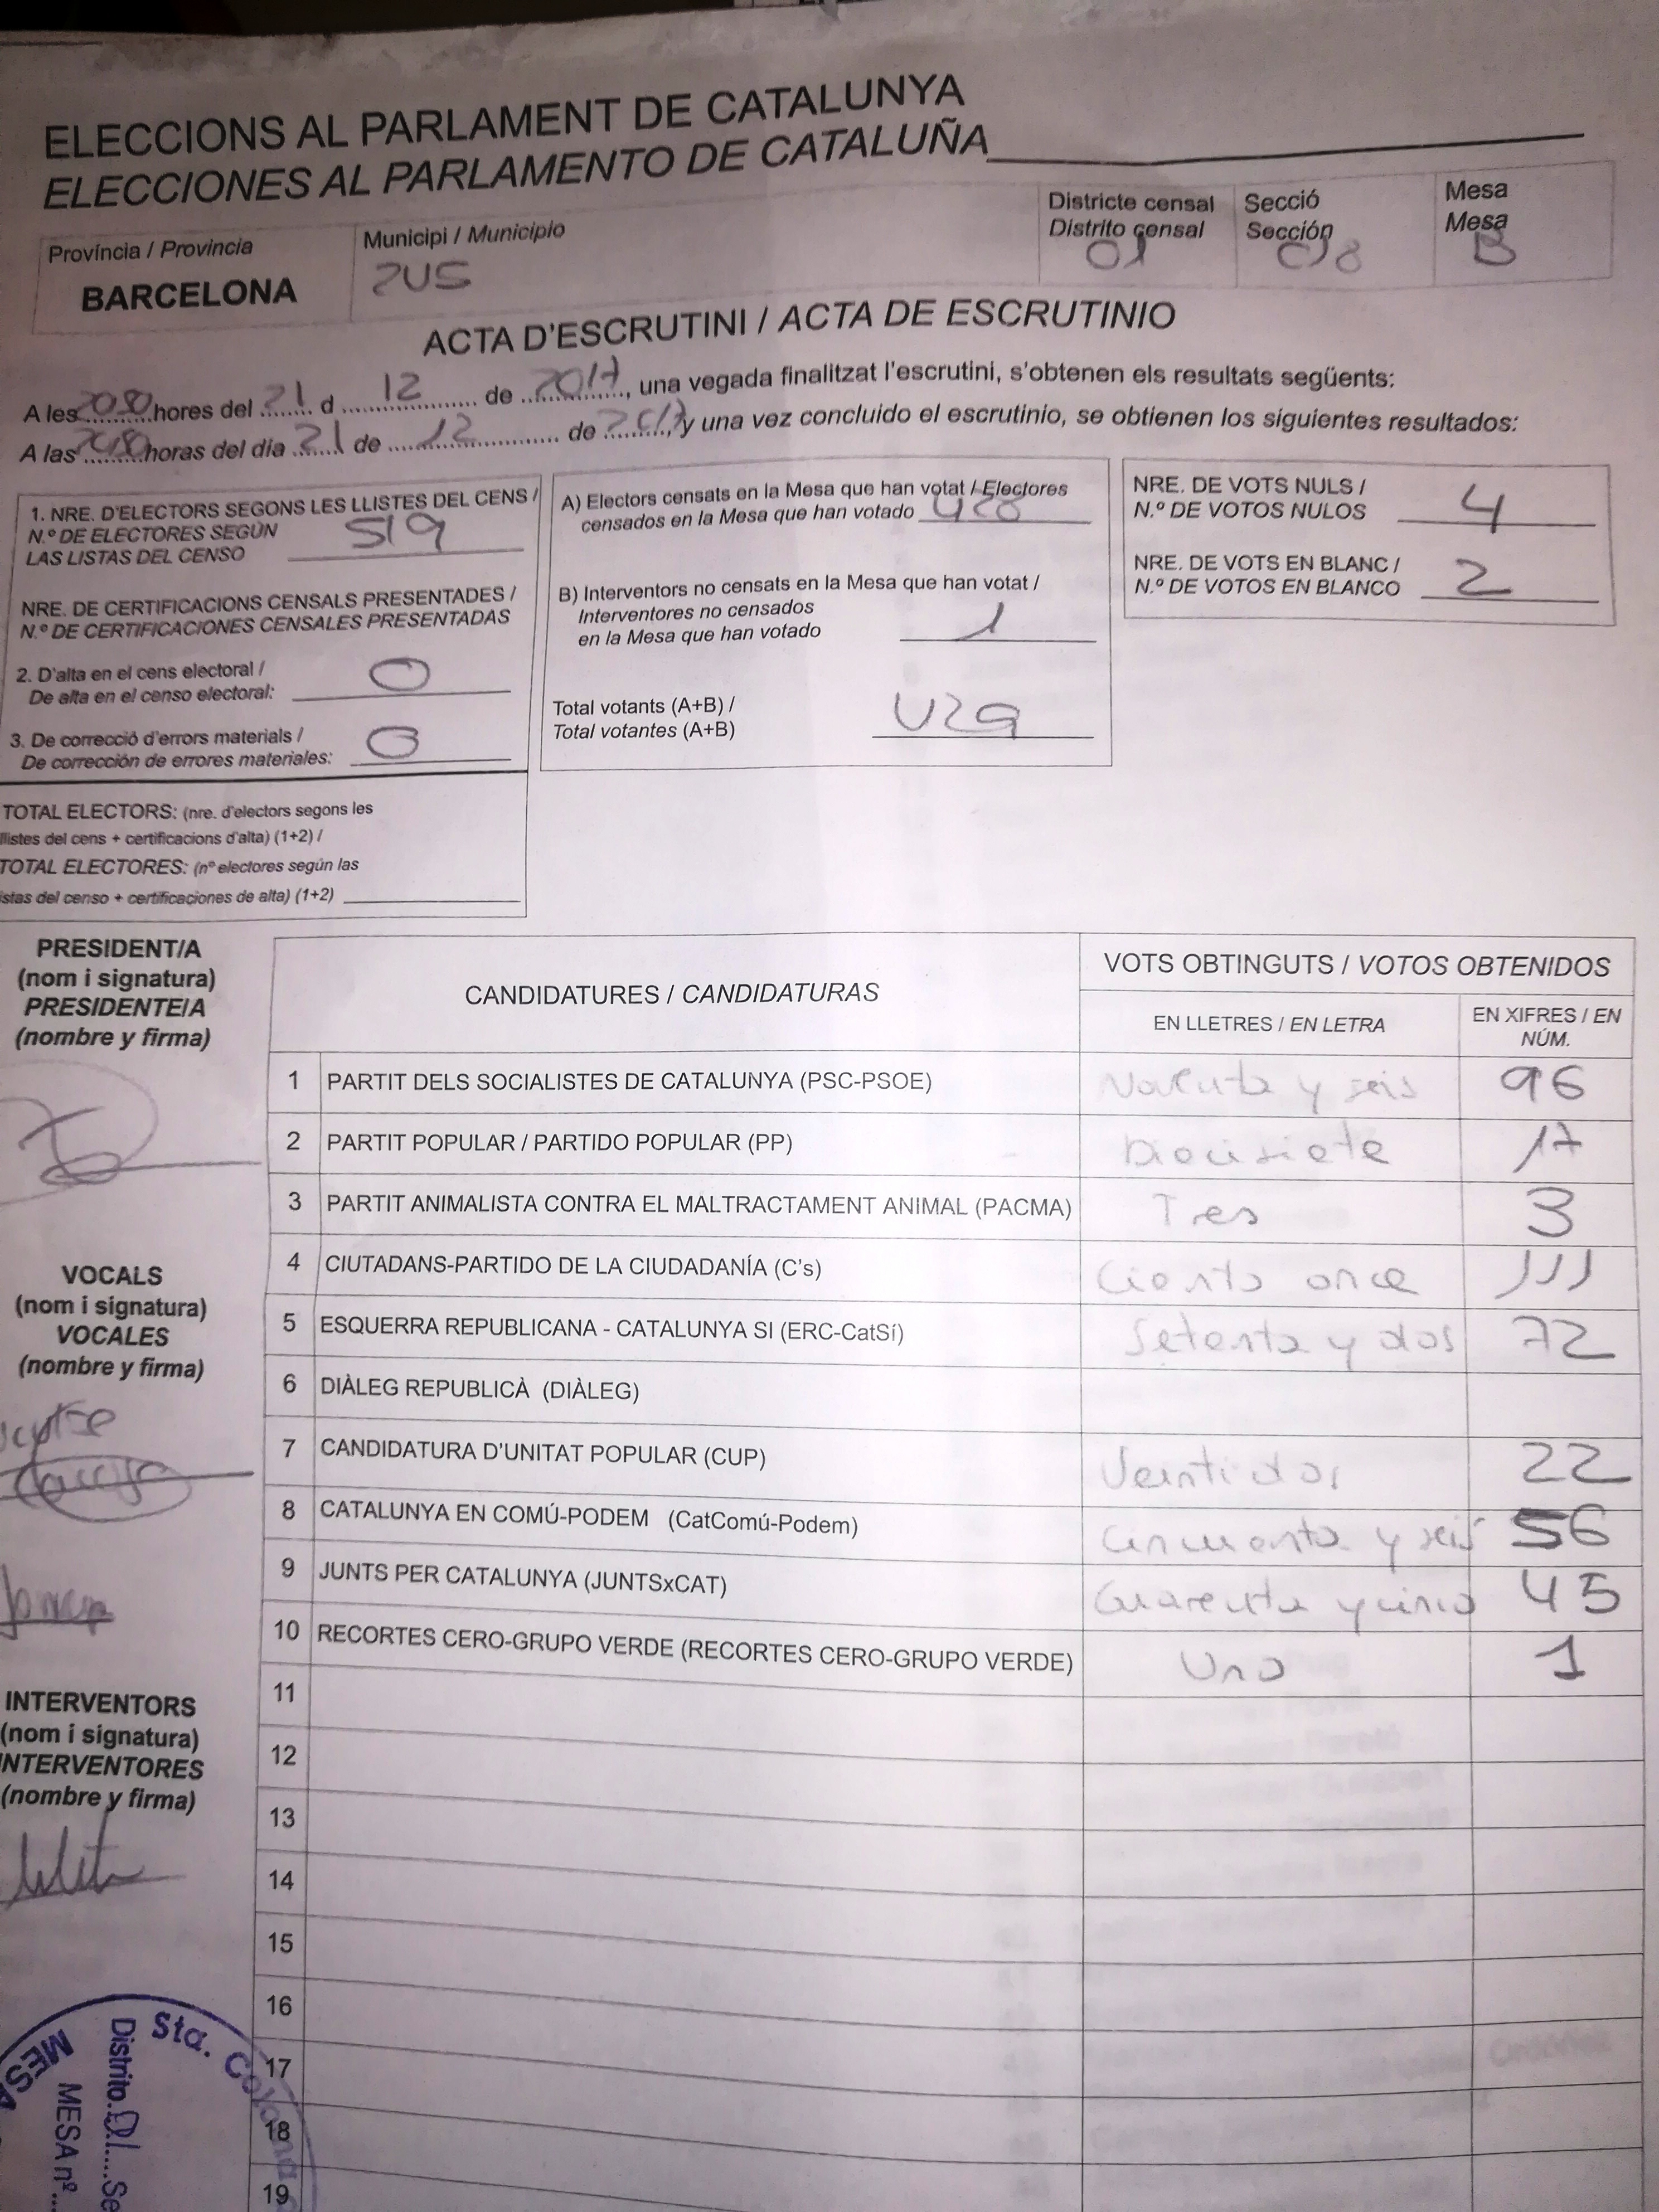 ELECCIONS AL PARLAMENT DE CATALUNYA
ELECCIONES AL PARLAMENTO DE CATALUÑA
Província / Provincia
BARCELONA
Municipi / Municipio
Districte censal
Distrito censal
01
Secció
Sección
018
Mesa
Mesa
B
ACTA D'ESCRUTINI / ACTA DE ESCRUTINIO
A les hores del 21 d 12 de 2017, una vegada finalitzat l'escrutini, s'obtenen els resultats següents:
A las horas del día 21 de 12 de 2017, y una vez concluido el escrutinio, se obtienen los siguientes resultados:
1. NRE. D'ELECTORS SEGONS LES LLISTES DEL CENS /
N.º DE ELECTORES SEGÚN
LAS LISTAS DEL CENSO 519
NRE. DE CERTIFICACIONS CENSALS PRESENTADES /
N.º DE CERTIFICACIONES CENSALES PRESENTADAS
2. D'alta en el cens electoral /
De alta en el censo electoral: 0
3. De correcció d'errors materials /
De corrección de errores materiales: 0
TOTAL ELECTORS: (nre. d'electors segons les
llistes del cens + certificacions d'alta) (1+2) /
TOTAL ELECTORES: (nº electores según las
istas del censo + certificaciones de alta) (1+2)
A) Electors censats en la Mesa que han votat / Electores
censados en la Mesa que han votado 428
B) Interventors no censats en la Mesa que han votat /
Interventores no censados
en la Mesa que han votado 1
Total votants (A+B) /
Total votantes (A+B) 429
NRE. DE VOTS NULS /
N.º DE VOTOS NULOS 4
NRE. DE VOTS EN BLANC /
N.º DE VOTOS EN BLANCO 2
PRESIDENT/A
(nom i signatura)
PRESIDENTE/A
(nombre y firma)
VOCALS
(nom i signatura)
VOCALES
(nombre y firma)
INTERVENTORS
(nom i signatura)
INTERVENTORES
(nombre y firma)
CANDIDATURES / CANDIDATURAS
VOTS OBTINGUTS / VOTOS OBTENIDOS
EN LLETRES / EN LETRA
EN XIFRES / EN
NÚM.
1 PARTIT DELS SOCIALISTES DE CATALUNYA (PSC-PSOE) Noventa y seis 96
2 PARTIT POPULAR / PARTIDO POPULAR (PP) Diecisiete 17
3 PARTIT ANIMALISTA CONTRA EL MALTRACTAMENT ANIMAL (PACMA) Tres 3
4 CIUTADANS-PARTIDO DE LA CIUDADANÍA (C's) Ciento once 111
5 ESQUERRA REPUBLICANA - CATALUNYA SI (ERC-CatSí) Setenta y dos 72
6 DIÀLEG REPUBLICÀ (DIÀLEG)
7 CANDIDATURA D'UNITAT POPULAR (CUP) Veintidos 22
8 CATALUNYA EN COMÚ-PODEM (CatComú-Podem) Cincuenta y seis 56
9 JUNTS PER CATALUNYA (JUNTSxCAT) Cuarenta y cinco 45
10 RECORTES CERO-GRUPO VERDE (RECORTES CERO-GRUPO VERDE) Uno 1
11
12
13
14
15
16
17
18
19
Sta. Coloma
Distrito 01 Se
MESA nº
MESA